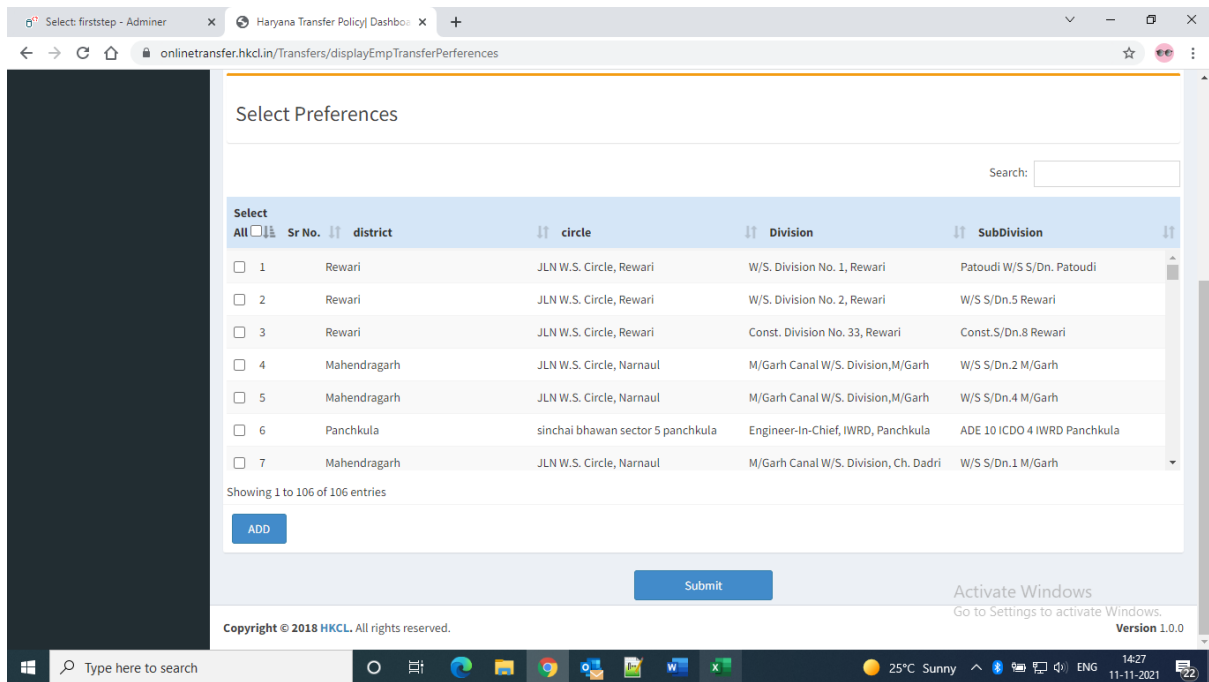 Select: firststep - Adminer
Haryana Transfer Policy| Dashboa
onlinetransfer.hkcl.in/Transfers/displayEmpTransferPerferences
Select Preferences
Search:
Select
All Sr No. district circle Division SubDivision
1 Rewari JLN W.S. Circle, Rewari W/S. Division No. 1, Rewari Patoudi W/S S/Dn. Patoudi
2 Rewari JLN W.S. Circle, Rewari W/S. Division No. 2, Rewari W/S S/Dn.5 Rewari
3 Rewari JLN W.S. Circle, Rewari Const. Division No. 33, Rewari Const.S/Dn.8 Rewari
4 Mahendragarh JLN W.S. Circle, Narnaul M/Garh Canal W/S. Division,M/Garh W/S S/Dn.2 M/Garh
5 Mahendragarh JLN W.S. Circle, Narnaul M/Garh Canal W/S. Division,M/Garh W/S S/Dn.4 M/Garh
6 Panchkula sinchai bhawan sector 5 panchkula Engineer-In-Chief, IWRD, Panchkula ADE 10 ICDO 4 IWRD Panchkula
7 Mahendragarh JLN W.S. Circle, Narnaul M/Garh Canal W/S. Division, Ch. Dadri W/S S/Dn.1 M/Garh
Showing 1 to 106 of 106 entries
ADD
Submit
Activate Windows
Go to Settings to activate Windows.
Copyright © 2018 HKCL. All rights reserved. Version 1.0.0
Type here to search 25°C Sunny ENG 14:27
11-11-2021 22